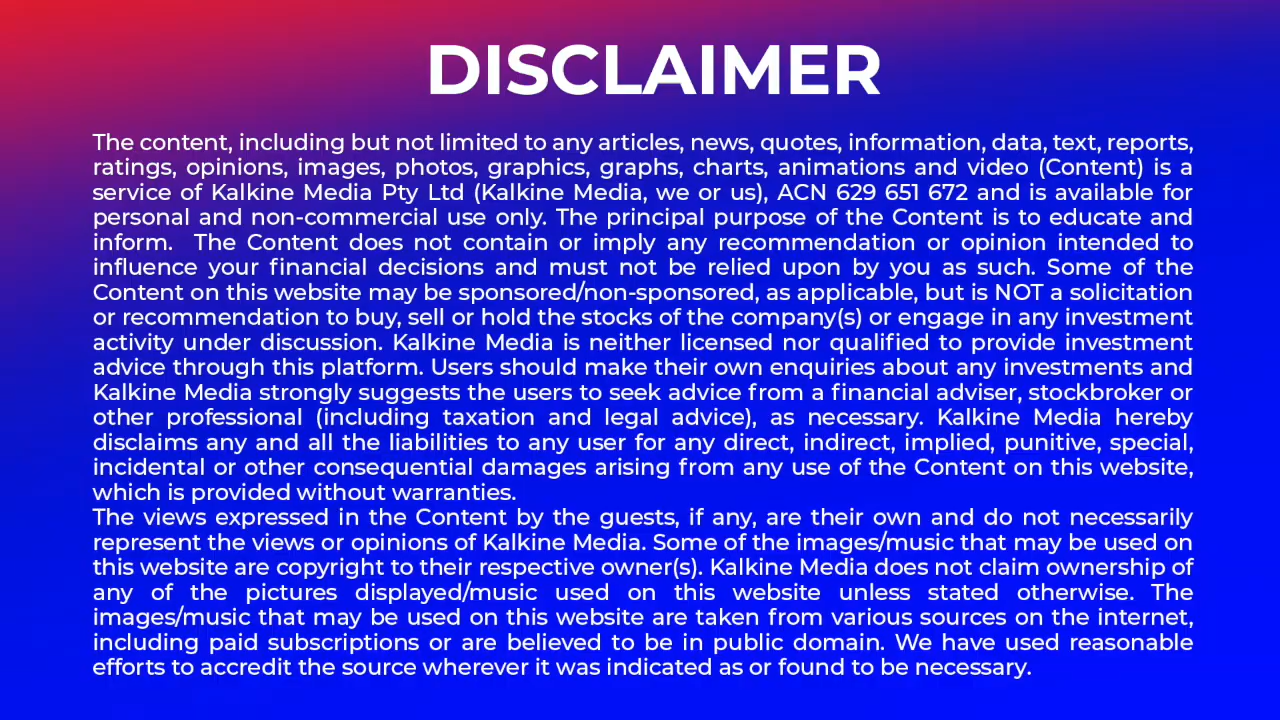 DISCLAIMER
The content, including but not limited to any articles, news, quotes, information, data, text, reports,
ratings, opinions, images, photos, graphics, graphs, charts, animations and video (Content) is a
service of Kalkine Media Pty Ltd (Kalkine Media, we or us), ACN 629 651 672 and is available for
personal and non-commercial use only. The principal purpose of the Content is to educate and
inform.  The Content does not contain or imply any recommendation or opinion intended to
influence your financial decisions and must not be relied upon by you as such. Some of the
Content on this website may be sponsored/non-sponsored, as applicable, but is NOT a solicitation
or recommendation to buy, sell or hold the stocks of the company(s) or engage in any investment
activity under discussion. Kalkine Media is neither licensed nor qualified to provide investment
advice through this platform. Users should make their own enquiries about any investments and
Kalkine Media strongly suggests the users to seek advice from a financial adviser, stockbroker or
other professional (including taxation and legal advice), as necessary. Kalkine Media hereby
disclaims any and all the liabilities to any user for any direct, indirect, implied, punitive, special,
incidental or other consequential damages arising from any use of the Content on this website,
which is provided without warranties.
The views expressed in the Content by the guests, if any, are their own and do not necessarily
represent the views or opinions of Kalkine Media. Some of the images/music that may be used on
this website are copyright to their respective owner(s). Kalkine Media does not claim ownership of
any of the pictures displayed/music used on this website unless stated otherwise. The
images/music that may be used on this website are taken from various sources on the internet,
including paid subscriptions or are believed to be in public domain. We have used reasonable
efforts to accredit the source wherever it was indicated as or found to be necessary.